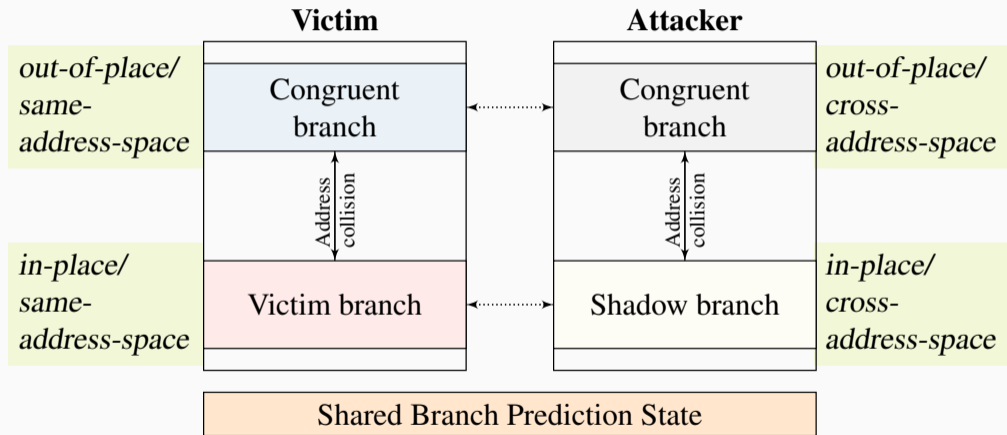 Victim
Attacker
out-of-place/
same-
address-space
Congruent
branch
Congruent
branch
out-of-place/
cross-
address-space
Address
collision
Address
collision
in-place/
same-
address-space
Victim branch
Shadow branch
in-place/
cross-
address-space
Shared Branch Prediction State